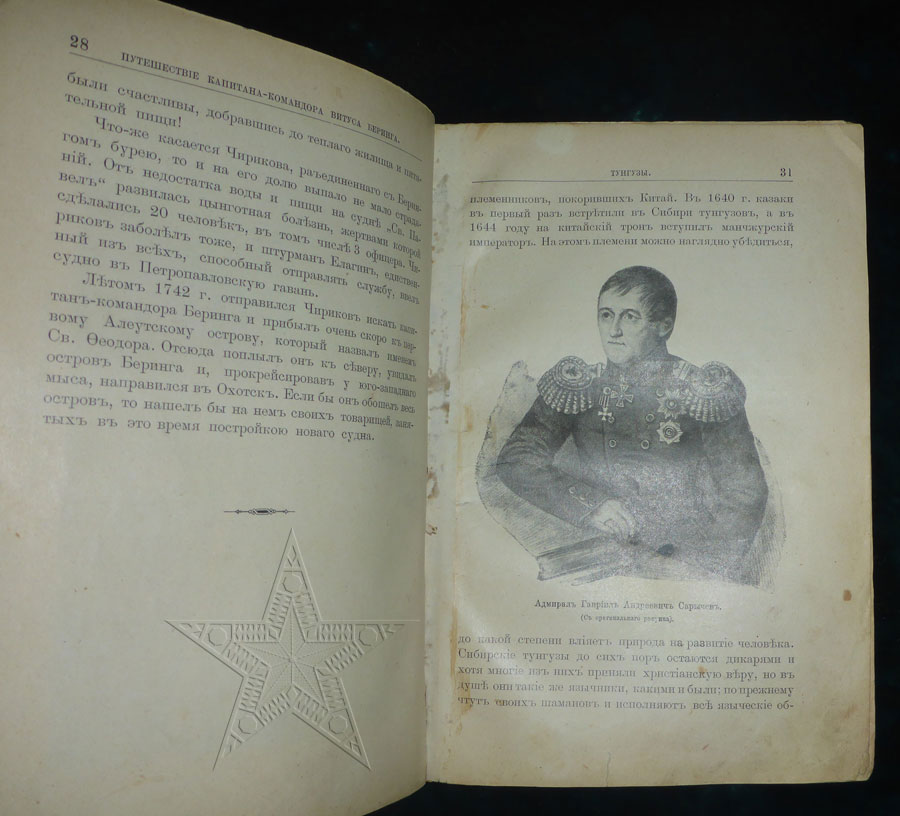 28
ПУТЕШЕСТВІЕ КАПИТАНА-КОМАНДОРА ВИТУСА БЕРИНГА.
были счастливы, добравшись до теплаго жилища и пита-
тельной пищи!
Что-же касается Чирикова, разъединеннаго съ Берин-
гомъ бурею, то и на его долю выпало не мало страда-
ній. Отъ недостатка воды и пищи на суднѣ „Св. Па-
велъ“ развилась цынготная болѣзнь, жертвами которой
сдѣлались 20 человѣкъ, въ томъ числѣ 3 офицера. Чи-
риковъ заболѣлъ тоже, и штурманъ Елагинъ, единствен-
ный изъ всѣхъ, способный отправлять службу, ввелъ
судно въ Петропавловскую гавань.
Лѣтомъ 1742 г. отправился Чириковъ искать капи-
танъ-командора Беринга и прибылъ очень скоро къ пер-
вому Алеутскому острову, который назвалъ именемъ
Св. Ѳеодора. Отсюда поплылъ онъ къ сѣверу, увидалъ
островъ Беринга и, прокрейсировавъ у юго-западнаго
мыса, направился въ Охотскъ. Если бы онъ обошелъ весь
островъ, то нашелъ бы на немъ своихъ товарищей, заня-
тыхъ въ это время постройкою новаго судна.
ТУНГУЗЫ.
31
племенниковъ, покорившихъ Китай. Въ 1640 г. казаки
въ первый разъ встрѣтили въ Сибири тунгузовъ, а въ
1644 году на китайскій тронъ вступилъ манчжурскій
императоръ. На этомъ племени можно наглядно убѣдиться,
Адмиралъ Гавріилъ Андреевичъ Сарычевъ.
(Съ оригинальнаго рисунка).
до какой степени вліяетъ природа на развитіе человѣка.
Сибирскіе тунгузы до сихъ поръ остаются дикарями и
хотя многіе изъ нихъ приняли христіанскую вѣру, но въ
душѣ они такіе же язычники, какими и были; по прежнему
чтутъ своихъ шамановъ и исполняютъ всѣ языческіе об-